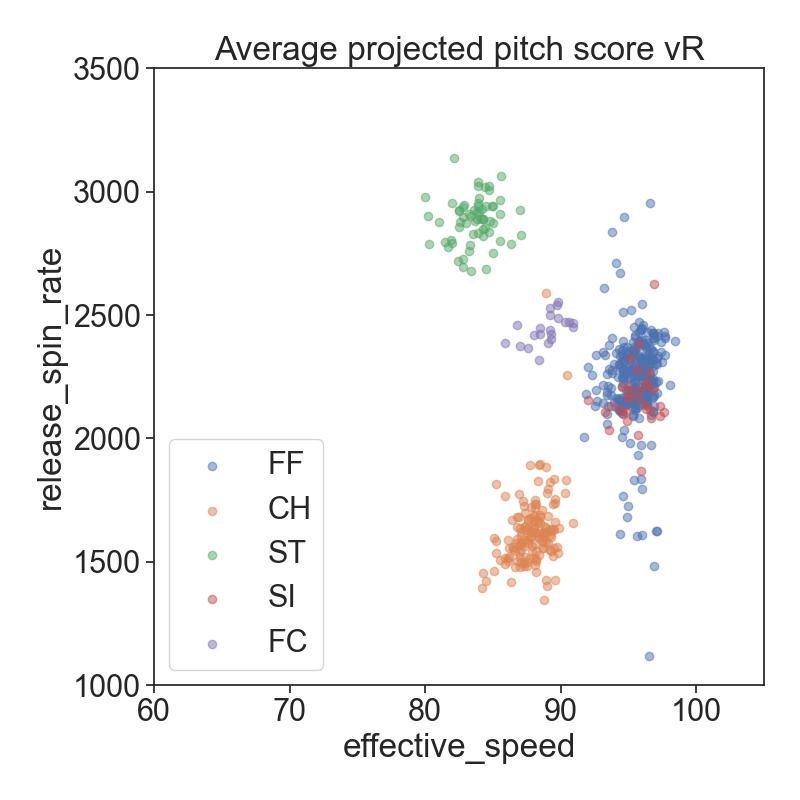 Average projected pitch score vR
3500
3000
2500
2000
1500
1000
release_spin_rate
FF
CH
ST
SI
FC
60 70 80 90 100
effective_speed